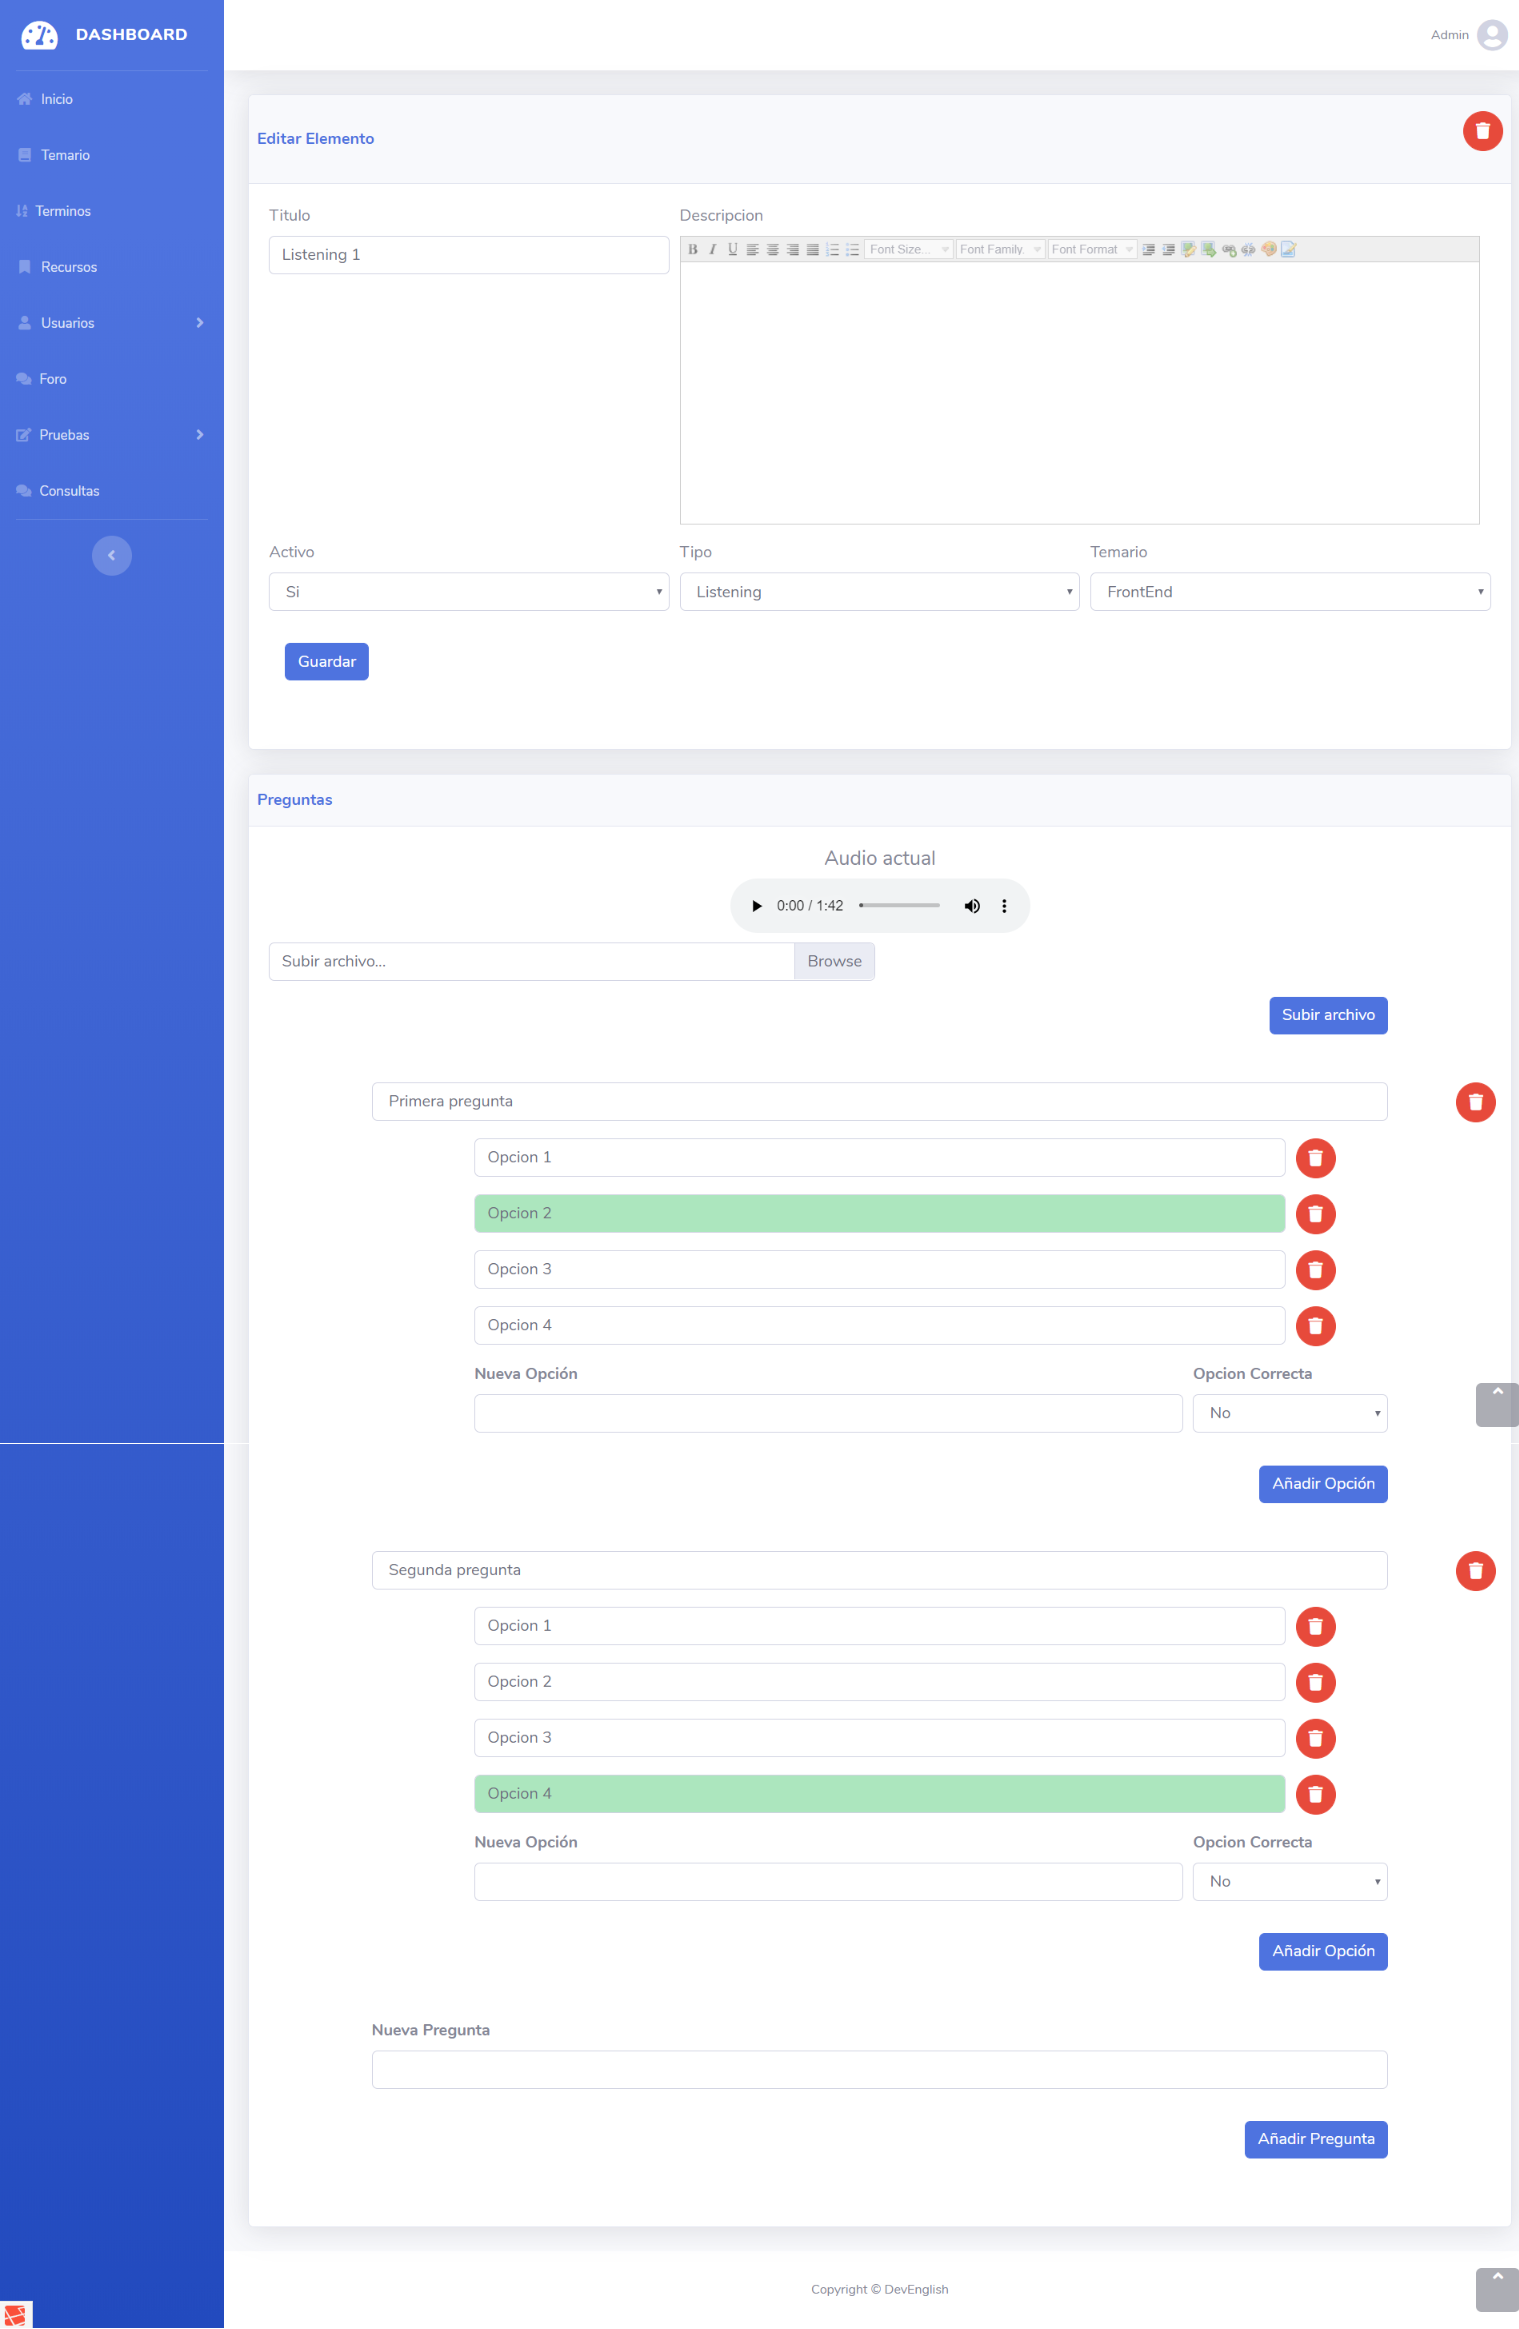 DASHBOARD
Admin
Inicio
Temario
Terminos
Recursos
Usuarios
Foro
Pruebas
Consultas
Editar Elemento
Titulo
Descripcion
Listening 1
B I U Font Size... Font Family. Font Format
Activo
Tipo
Temario
Si
Listening
FrontEnd
Guardar
Preguntas
Audio actual
0:00 / 1:42
Subir archivo...
Browse
Subir archivo
Primera pregunta
Opcion 1
Opcion 2
Opcion 3
Opcion 4
Nueva Opción
Opcion Correcta
No
Añadir Opción
Segunda pregunta
Opcion 1
Opcion 2
Opcion 3
Opcion 4
Nueva Opción
Opcion Correcta
No
Añadir Opción
Nueva Pregunta
Añadir Pregunta
Copyright © DevEnglish